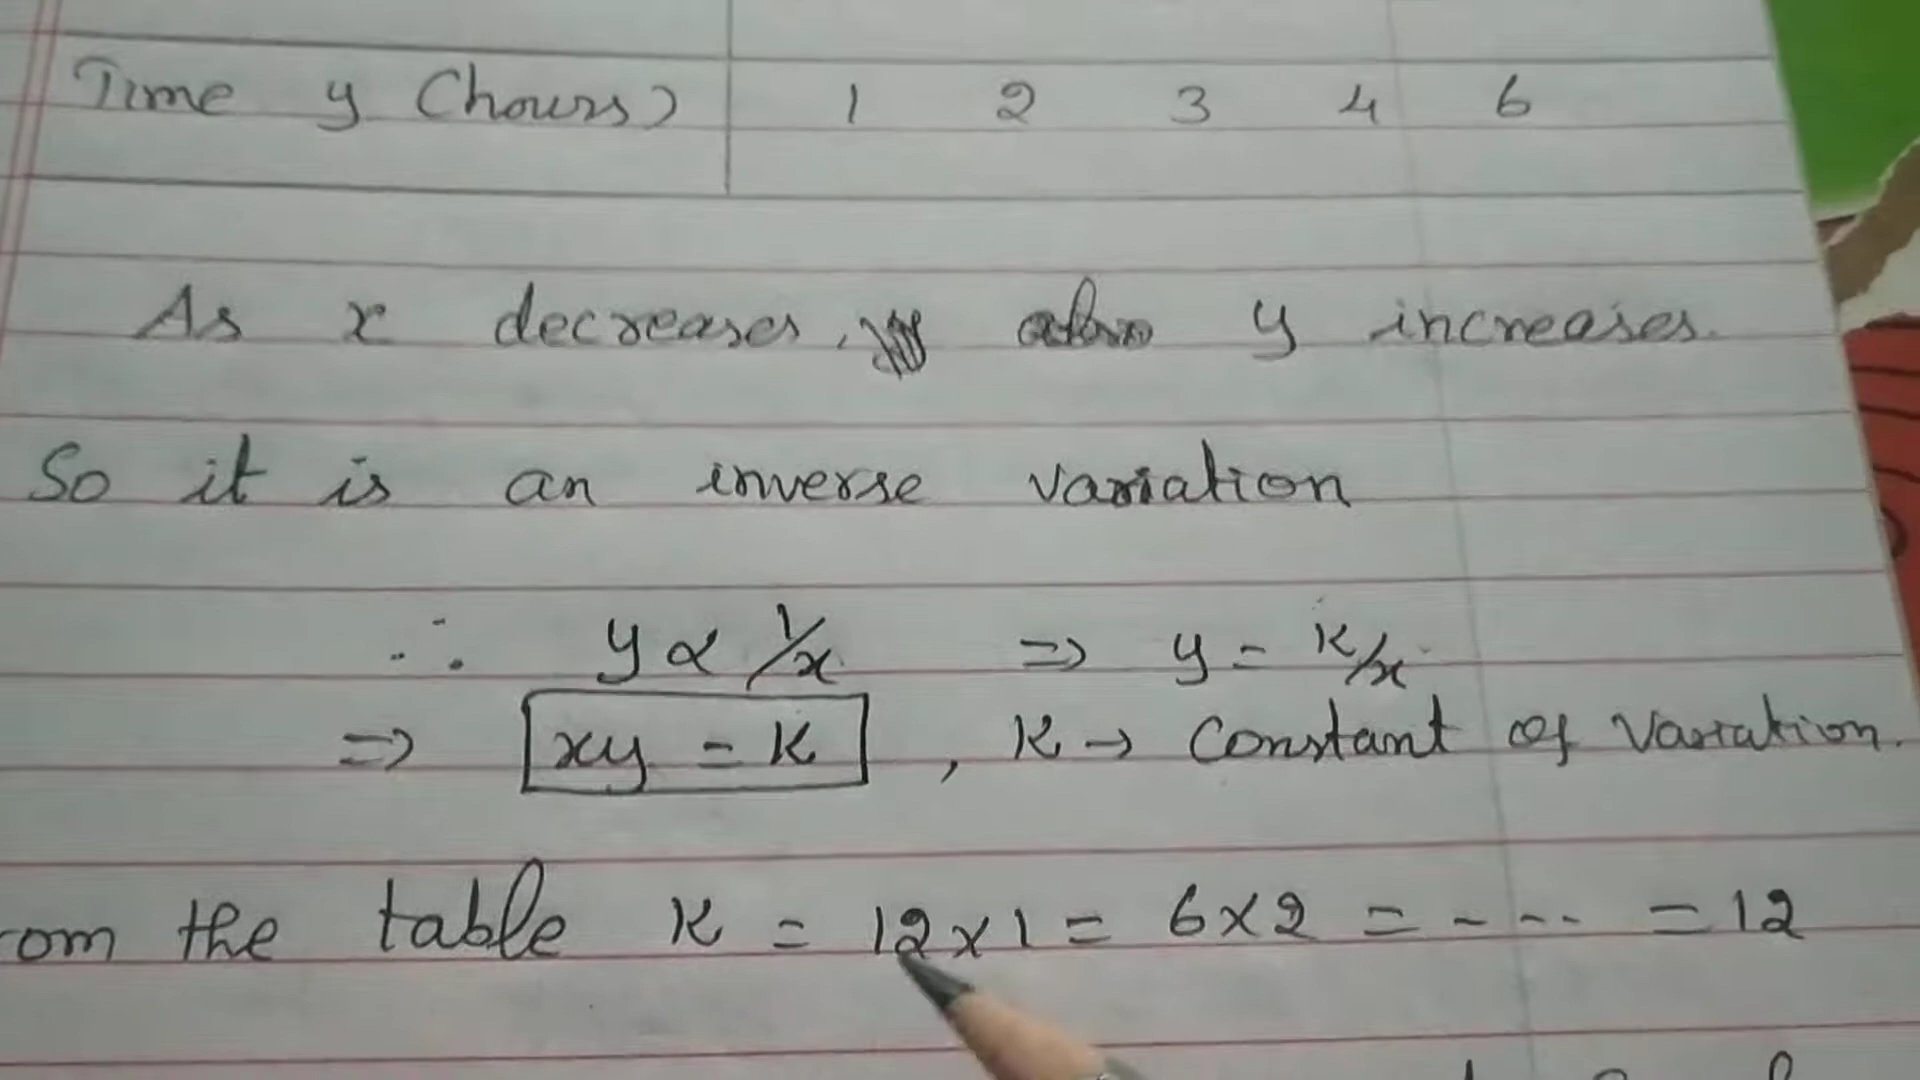 Time y (hours) 1 2 3 4 6
As x decreases, y increases.
So it is an inverse variation
∴ y ∝ 1/x ⇒ y = K/x
⇒ xy = K , K → Constant of Variation.
om the table K = 12 x 1 = 6 x 2 = - - - - = 12